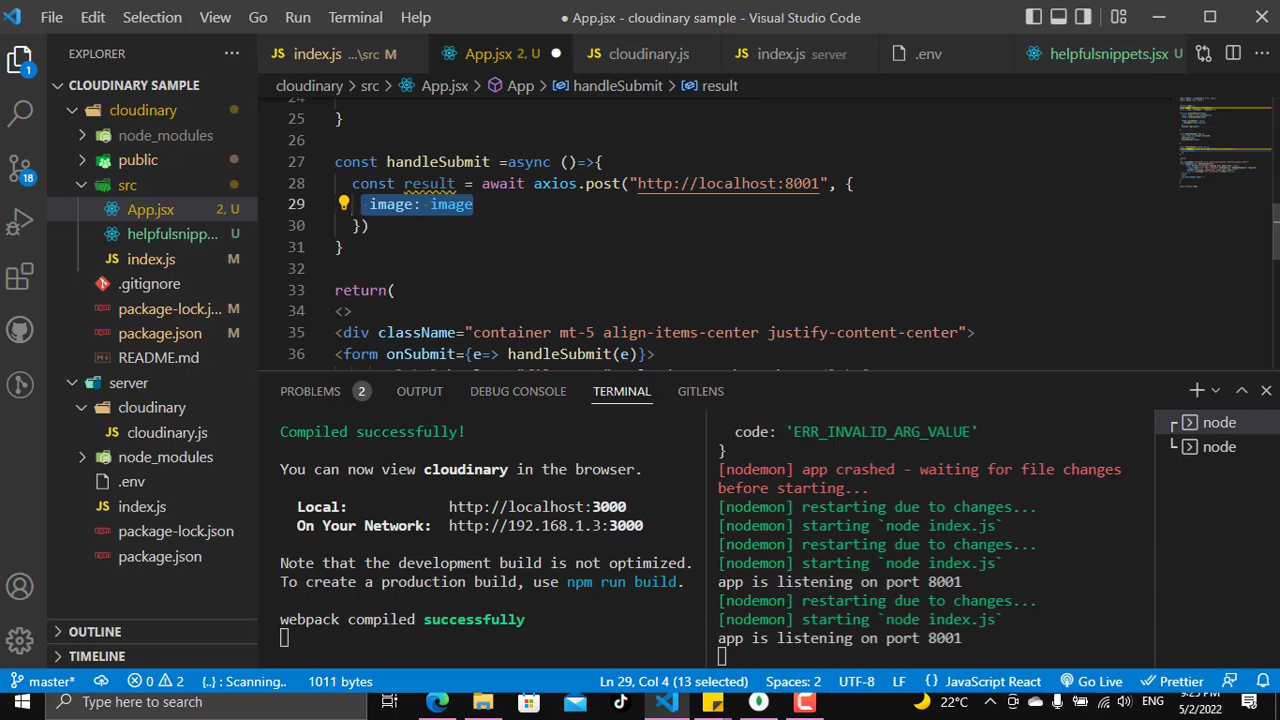 File Edit Selection View Go Run Terminal Help
● App.jsx - cloudinary sample - Visual Studio Code
EXPLORER
index.js ...\src M
App.jsx 2, U
cloudinary.js
index.js server
.env
helpfulsnippets.jsx U
cloudinary > src > App.jsx > App > handleSubmit > result
CLOUDINARY SAMPLE
cloudinary
node_modules
public
src
App.jsx 2, U
helpfulsnipp... U
index.js M
.gitignore
package-lock.j... M
package.json M
README.md
server
cloudinary
cloudinary.js
node_modules
.env
index.js
package-lock.json
package.json
OUTLINE
TIMELINE
1
18
24
25 }
26
27 const handleSubmit =async ()=>{
28 const result = await axios.post("http://localhost:8001", {
29 image: image
30 })
31 }
32
33 return(
34 <>
35 <div className="container mt-5 align-items-center justify-content-center">
36 <form onSubmit={e=> handleSubmit(e)}>
PROBLEMS 2 OUTPUT DEBUG CONSOLE TERMINAL GITLENS
Compiled successfully!
You can now view cloudinary in the browser.
Local: http://localhost:3000
On Your Network: http://192.168.1.3:3000
Note that the development build is not optimized.
To create a production build, use npm run build.
webpack compiled successfully
code: 'ERR_INVALID_ARG_VALUE'
}
[nodemon] app crashed - waiting for file changes
before starting...
[nodemon] restarting due to changes...
[nodemon] starting `node index.js`
[nodemon] restarting due to changes...
[nodemon] starting `node index.js`
app is listening on port 8001
[nodemon] restarting due to changes...
[nodemon] starting `node index.js`
app is listening on port 8001
node
node
master* 0 2 {..} : Scanning.. 1011 bytes Ln 29, Col 4 (13 selected) Spaces: 2 UTF-8 LF {} JavaScript React Go Live Prettier
Type here to search
22°C
9:25 PM
5/2/2022